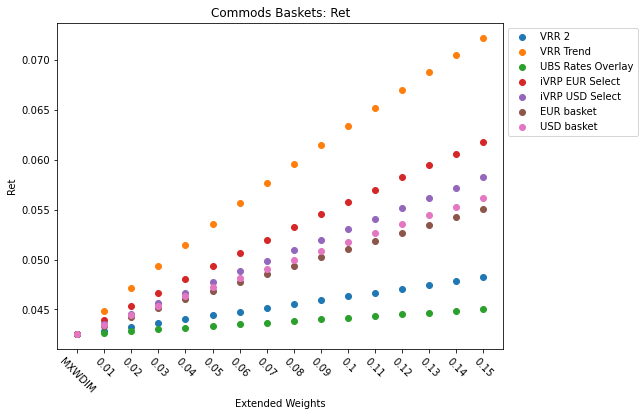 Commods Baskets: Ret
VRR 2
VRR Trend
UBS Rates Overlay
iVRP EUR Select
iVRP USD Select
EUR basket
USD basket
Ret
0.070
0.065
0.060
0.055
0.050
0.045
MXWDIM
0.01
0.02
0.03
0.04
0.05
0.06
0.07
0.08
0.09
0.1
0.11
0.12
0.13
0.14
0.15
Extended Weights